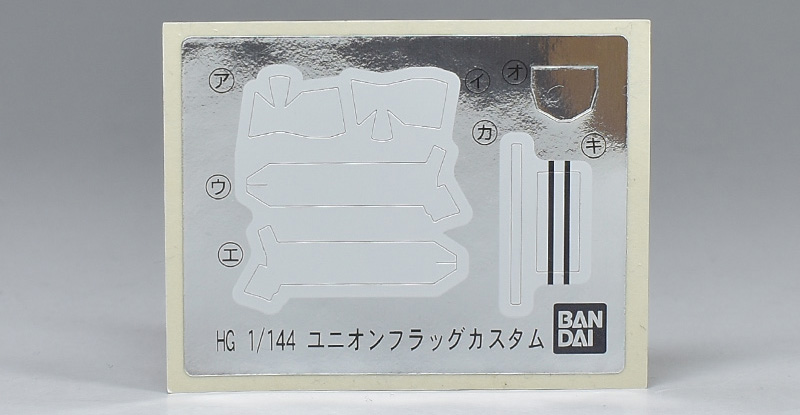 ア
イ
オ
カ
キ
ウ
エ
HG 1/144 ユニオンフラッグカスタム
BAN
DAI